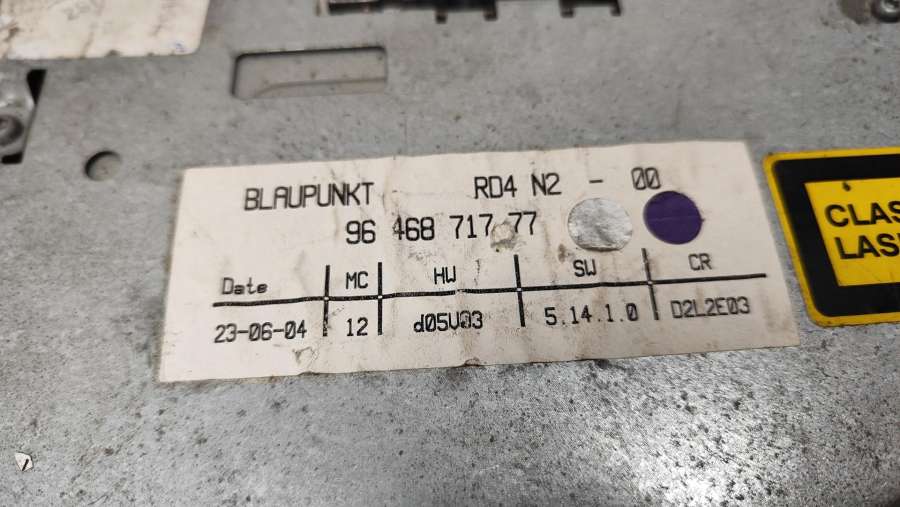 BLAUPUNKT RD4 N2 - 00
96 468 717 77
Date MC HW SW CR
23-06-04 12 d05V03 5.14.1.0 D2L2E03
CLAS
LAS